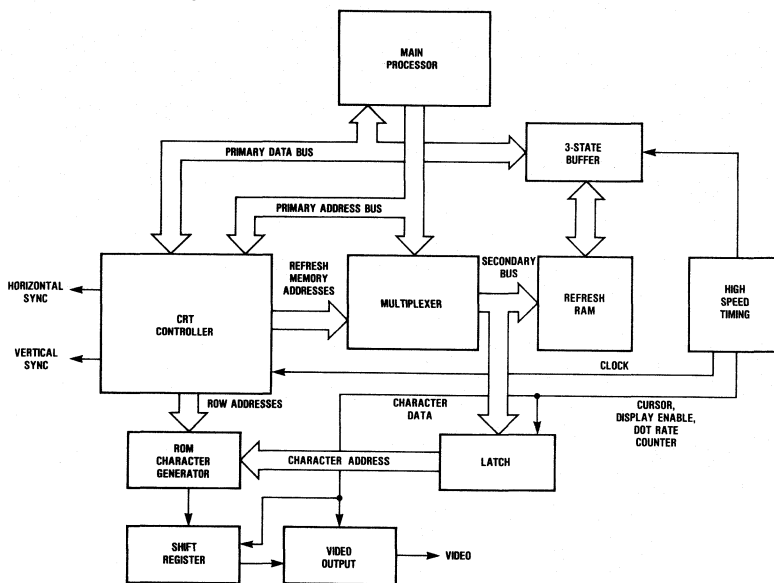 MAIN
PROCESSOR
PRIMARY DATA BUS
3-STATE
BUFFER
PRIMARY ADDRESS BUS
HORIZONTAL
SYNC
VERTICAL
SYNC
CRT
CONTROLLER
REFRESH
MEMORY
ADDRESSES
MULTIPLEXER
SECONDARY
BUS
REFRESH
RAM
HIGH
SPEED
TIMING
CLOCK
ROW ADDRESSES
CHARACTER
DATA
CURSOR,
DISPLAY ENABLE,
DOT RATE
COUNTER
ROM
CHARACTER
GENERATOR
CHARACTER ADDRESS
LATCH
SHIFT
REGISTER
VIDEO
OUTPUT
VIDEO